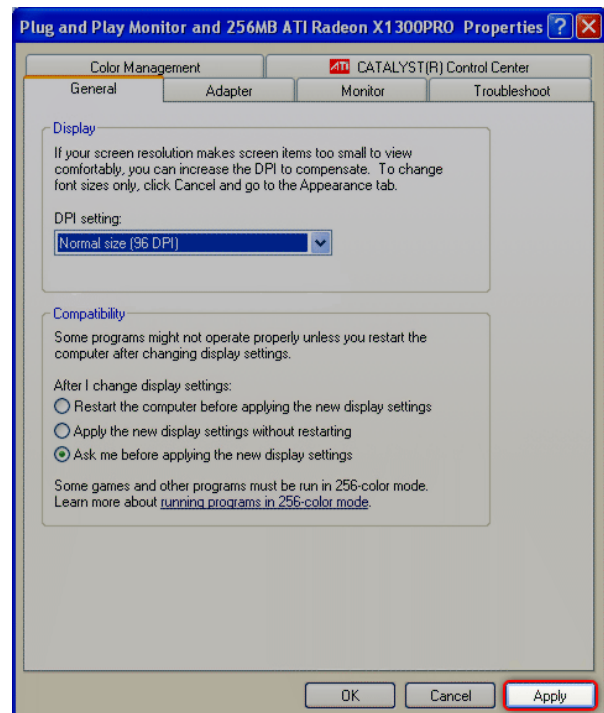 Plug and Play Monitor and 256MB ATI Radeon X1300PRO Properties ?
Color Management
ATI CATALYST(R) Control Center
General
Adapter
Monitor
Troubleshoot
Display
If your screen resolution makes screen items too small to view
comfortably, you can increase the DPI to compensate. To change
font sizes only, click Cancel and go to the Appearance tab.
DPI setting:
Normal size (96 DPI)
Compatibility
Some programs might not operate properly unless you restart the
computer after changing display settings.
After I change display settings:
Restart the computer before applying the new display settings
Apply the new display settings without restarting
Ask me before applying the new display settings
Some games and other programs must be run in 256-color mode.
Learn more about running programs in 256-color mode.
OK
Cancel
Apply